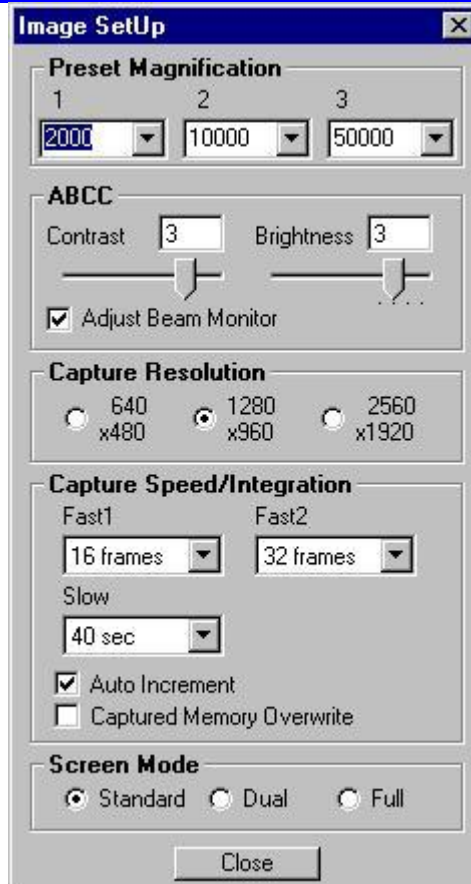 Image SetUp
Preset Magnification
1 2 3
2000 10000 50000
ABCC
Contrast 3 Brightness 3
Adjust Beam Monitor
Capture Resolution
640 1280 2560
x480 x960 x1920
Capture Speed/Integration
Fast1 Fast2
16 frames 32 frames
Slow
40 sec
Auto Increment
Captured Memory Overwrite
Screen Mode
Standard Dual Full
Close